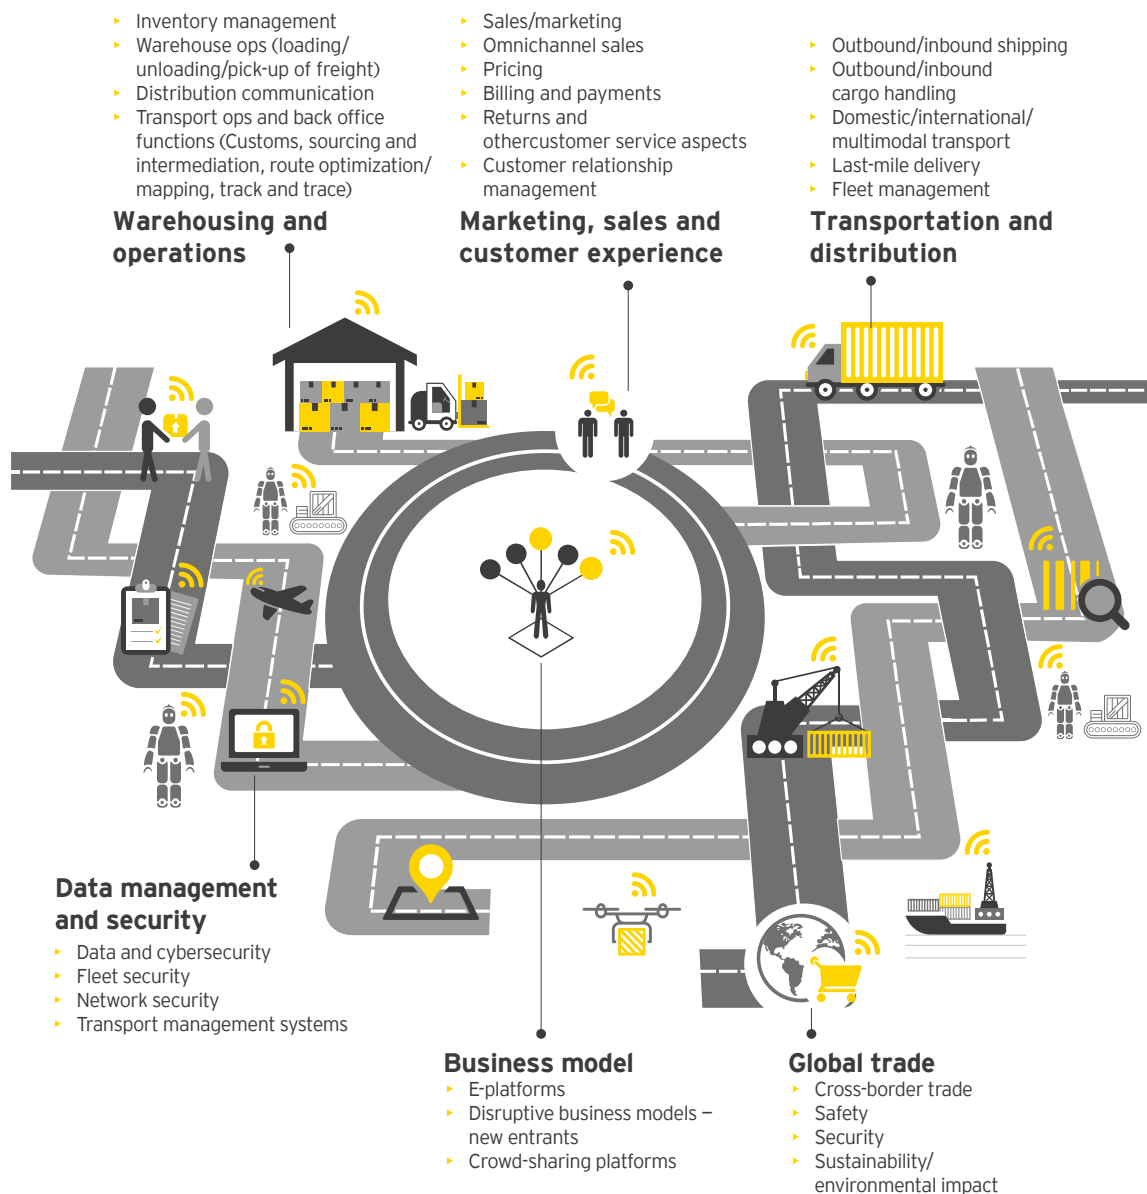 Inventory management
Warehouse ops (loading/
unloading/pick-up of freight)
Distribution communication
Transport ops and back office
functions (Customs, sourcing and
intermediation, route optimization/
mapping, track and trace)
Warehousing and
operations
Sales/marketing
Omnichannel sales
Pricing
Billing and payments
Returns and
othercustomer service aspects
Customer relationship
management
Marketing, sales and
customer experience
Outbound/inbound shipping
Outbound/inbound
cargo handling
Domestic/international/
multimodal transport
Last-mile delivery
Fleet management
Transportation and
distribution
Data management
and security
Data and cybersecurity
Fleet security
Network security
Transport management systems
Business model
E-platforms
Disruptive business models –
new entrants
Crowd-sharing platforms
Global trade
Cross-border trade
Safety
Security
Sustainability/
environmental impact